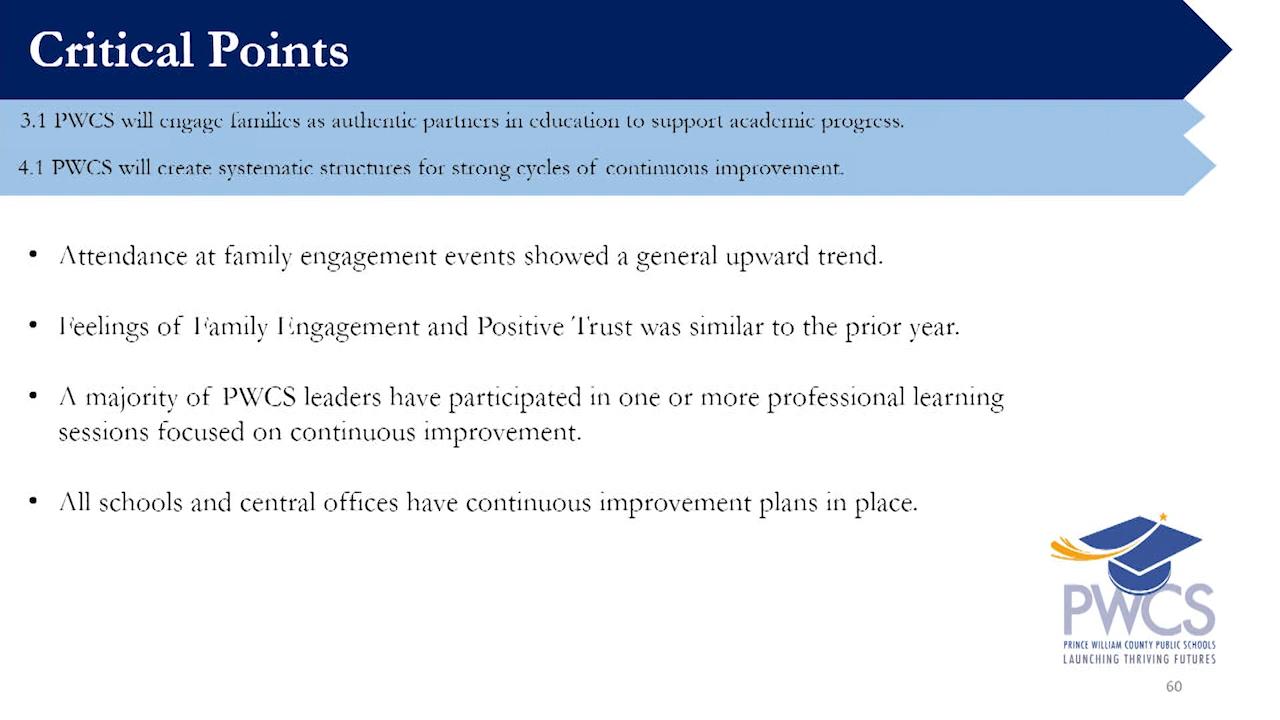 Critical Points
3.1 PWCS will engage families as authentic partners in education to support academic progress.
4.1 PWCS will create systematic structures for strong cycles of continuous improvement.
• Attendance at family engagement events showed a general upward trend.
• Feelings of Family Engagement and Positive Trust was similar to the prior year.
• A majority of PWCS leaders have participated in one or more professional learning
sessions focused on continuous improvement.
• All schools and central offices have continuous improvement plans in place.
PWCS
PRINCE WILLIAM COUNTY PUBLIC SCHOOLS
LAUNCHING THRIVING FUTURES
60